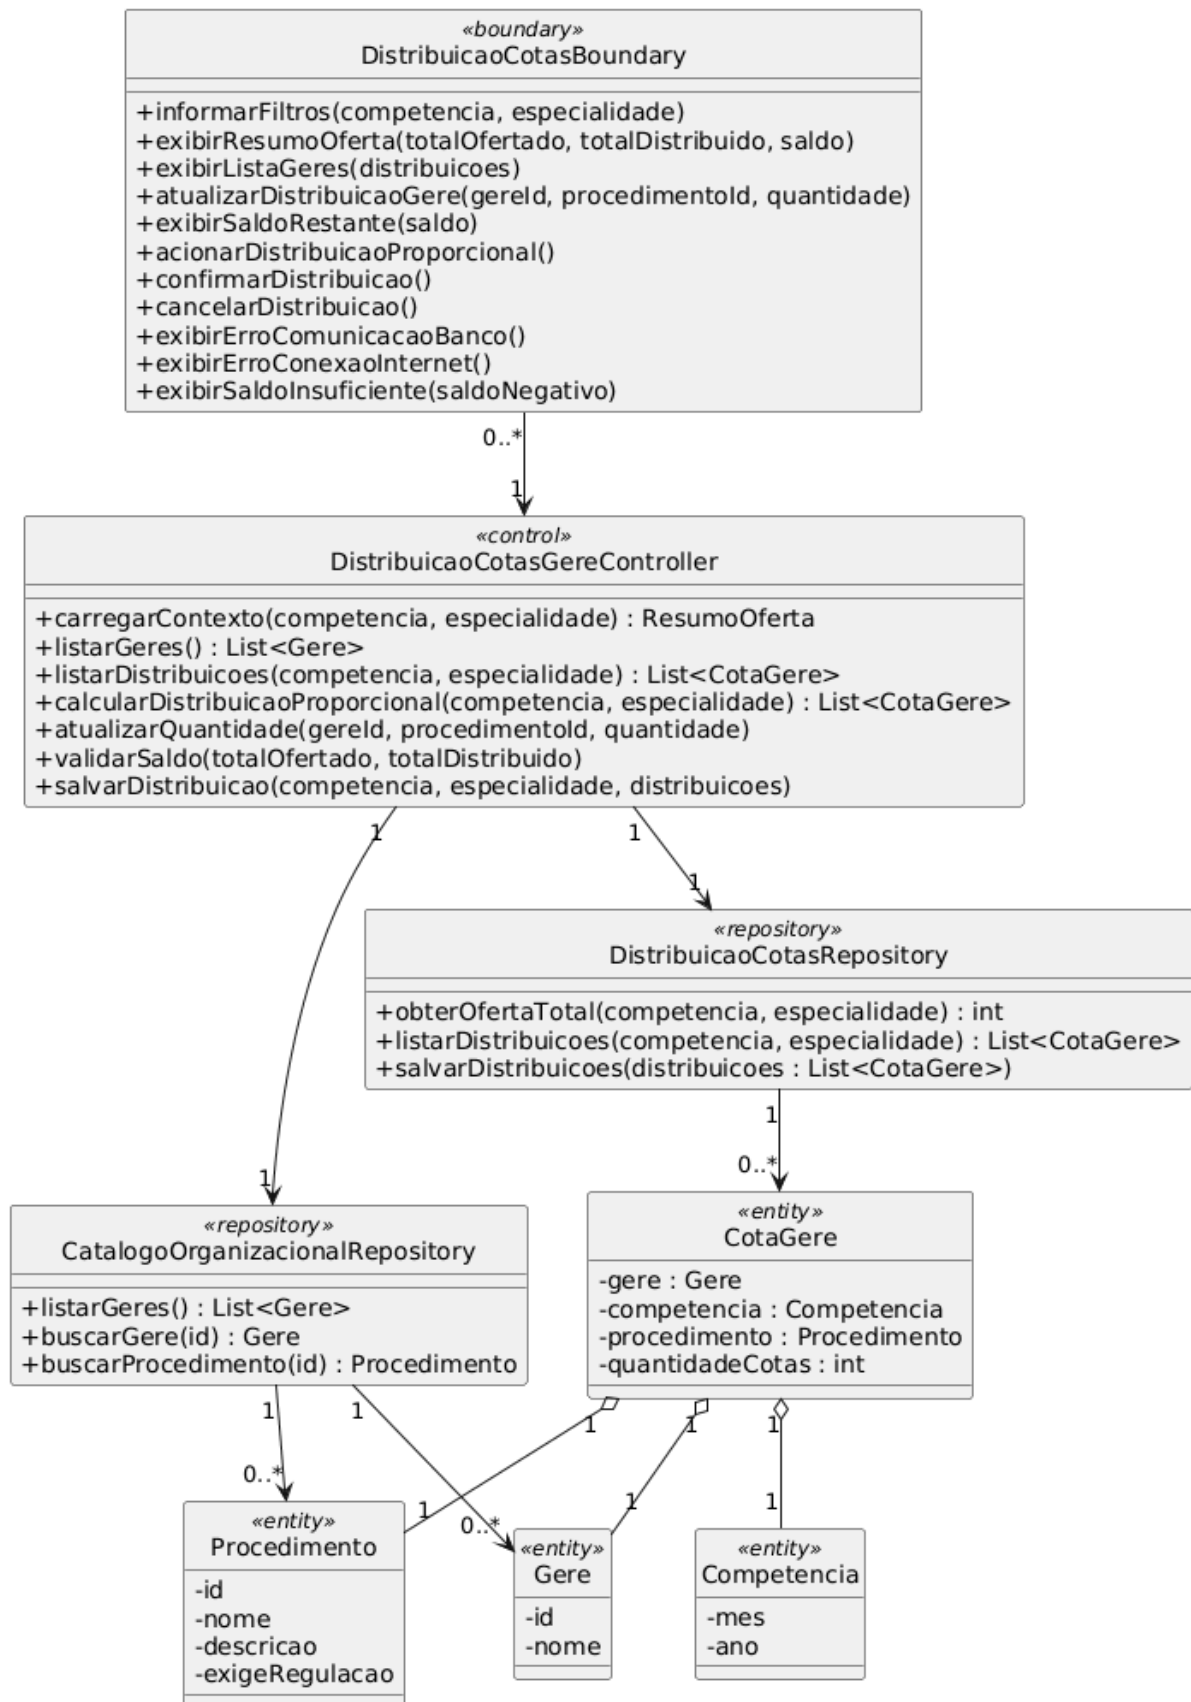 «boundary»
DistribuicaoCotasBoundary
+informarFiltros(competencia, especialidade)
+exibirResumoOferta(totalOfertado, totalDistribuido, saldo)
+exibirListaGeres(distribuicoes)
+atualizarDistribuicaoGere(gereId, procedimentoId, quantidade)
+exibirSaldoRestante(saldo)
+acionarDistribuicaoProporcional()
+confirmarDistribuicao()
+cancelarDistribuicao()
+exibirErroComunicacaoBanco()
+exibirErroConexaoInternet()
+exibirSaldoInsuficiente(saldoNegativo)
0..*
1
«control»
DistribuicaoCotasGereController
+carregarContexto(competencia, especialidade) : ResumoOferta
+listarGeres() : List<Gere>
+listarDistribuicoes(competencia, especialidade) : List<CotaGere>
+calcularDistribuicaoProporcional(competencia, especialidade) : List<CotaGere>
+atualizarQuantidade(gereId, procedimentoId, quantidade)
+validarSaldo(totalOfertado, totalDistribuido)
+salvarDistribuicao(competencia, especialidade, distribuicoes)
1
1
1
«repository»
DistribuicaoCotasRepository
+obterOfertaTotal(competencia, especialidade) : int
+listarDistribuicoes(competencia, especialidade) : List<CotaGere>
+salvarDistribuicoes(distribuicoes : List<CotaGere>)
1
0..*
1
«repository»
CatalogoOrganizacionalRepository
+listarGeres() : List<Gere>
+buscarGere(id) : Gere
+buscarProcedimento(id) : Procedimento
«entity»
CotaGere
-gere : Gere
-competencia : Competencia
-procedimento : Procedimento
-quantidadeCotas : int
1
1
1
1
1
0..*
1
0..*
1
1
«entity»
Procedimento
-id
-nome
-descricao
-exigeRegulacao
«entity»
Gere
-id
-nome
«entity»
Competencia
-mes
-ano